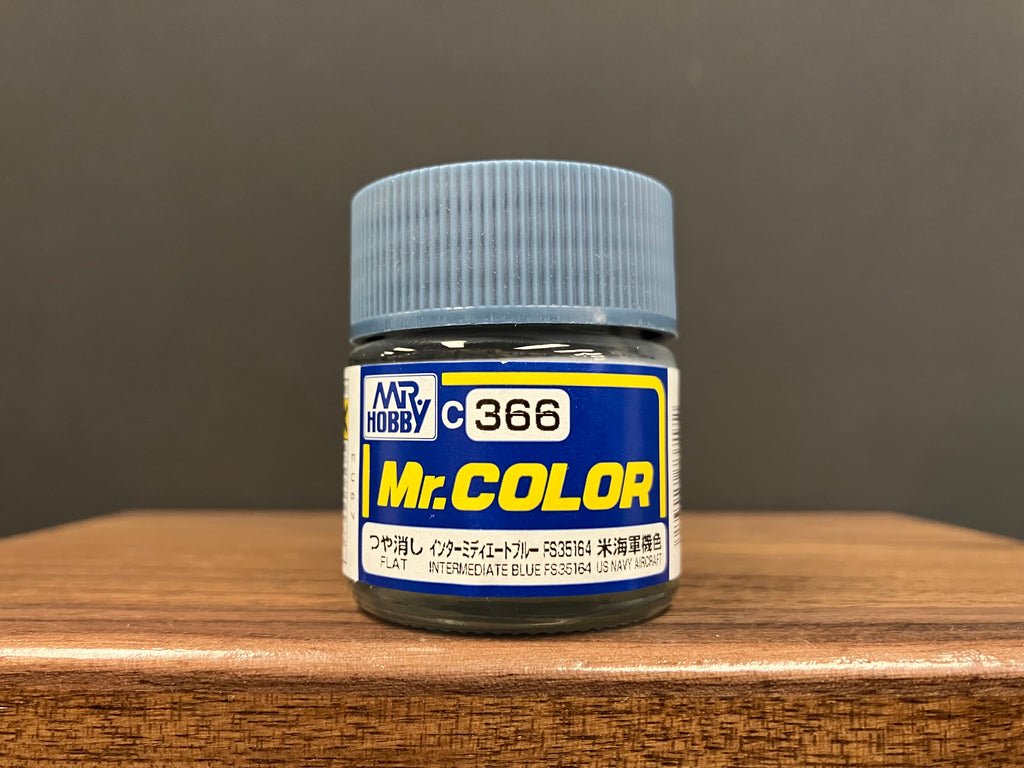 MR. HOBBY
C 366
Mr.COLOR
つや消し インターミディエートブルー FS35164 米海軍機色
FLAT INTERMEDIATE BLUE FS35164 US NAVY AIRCRAFT